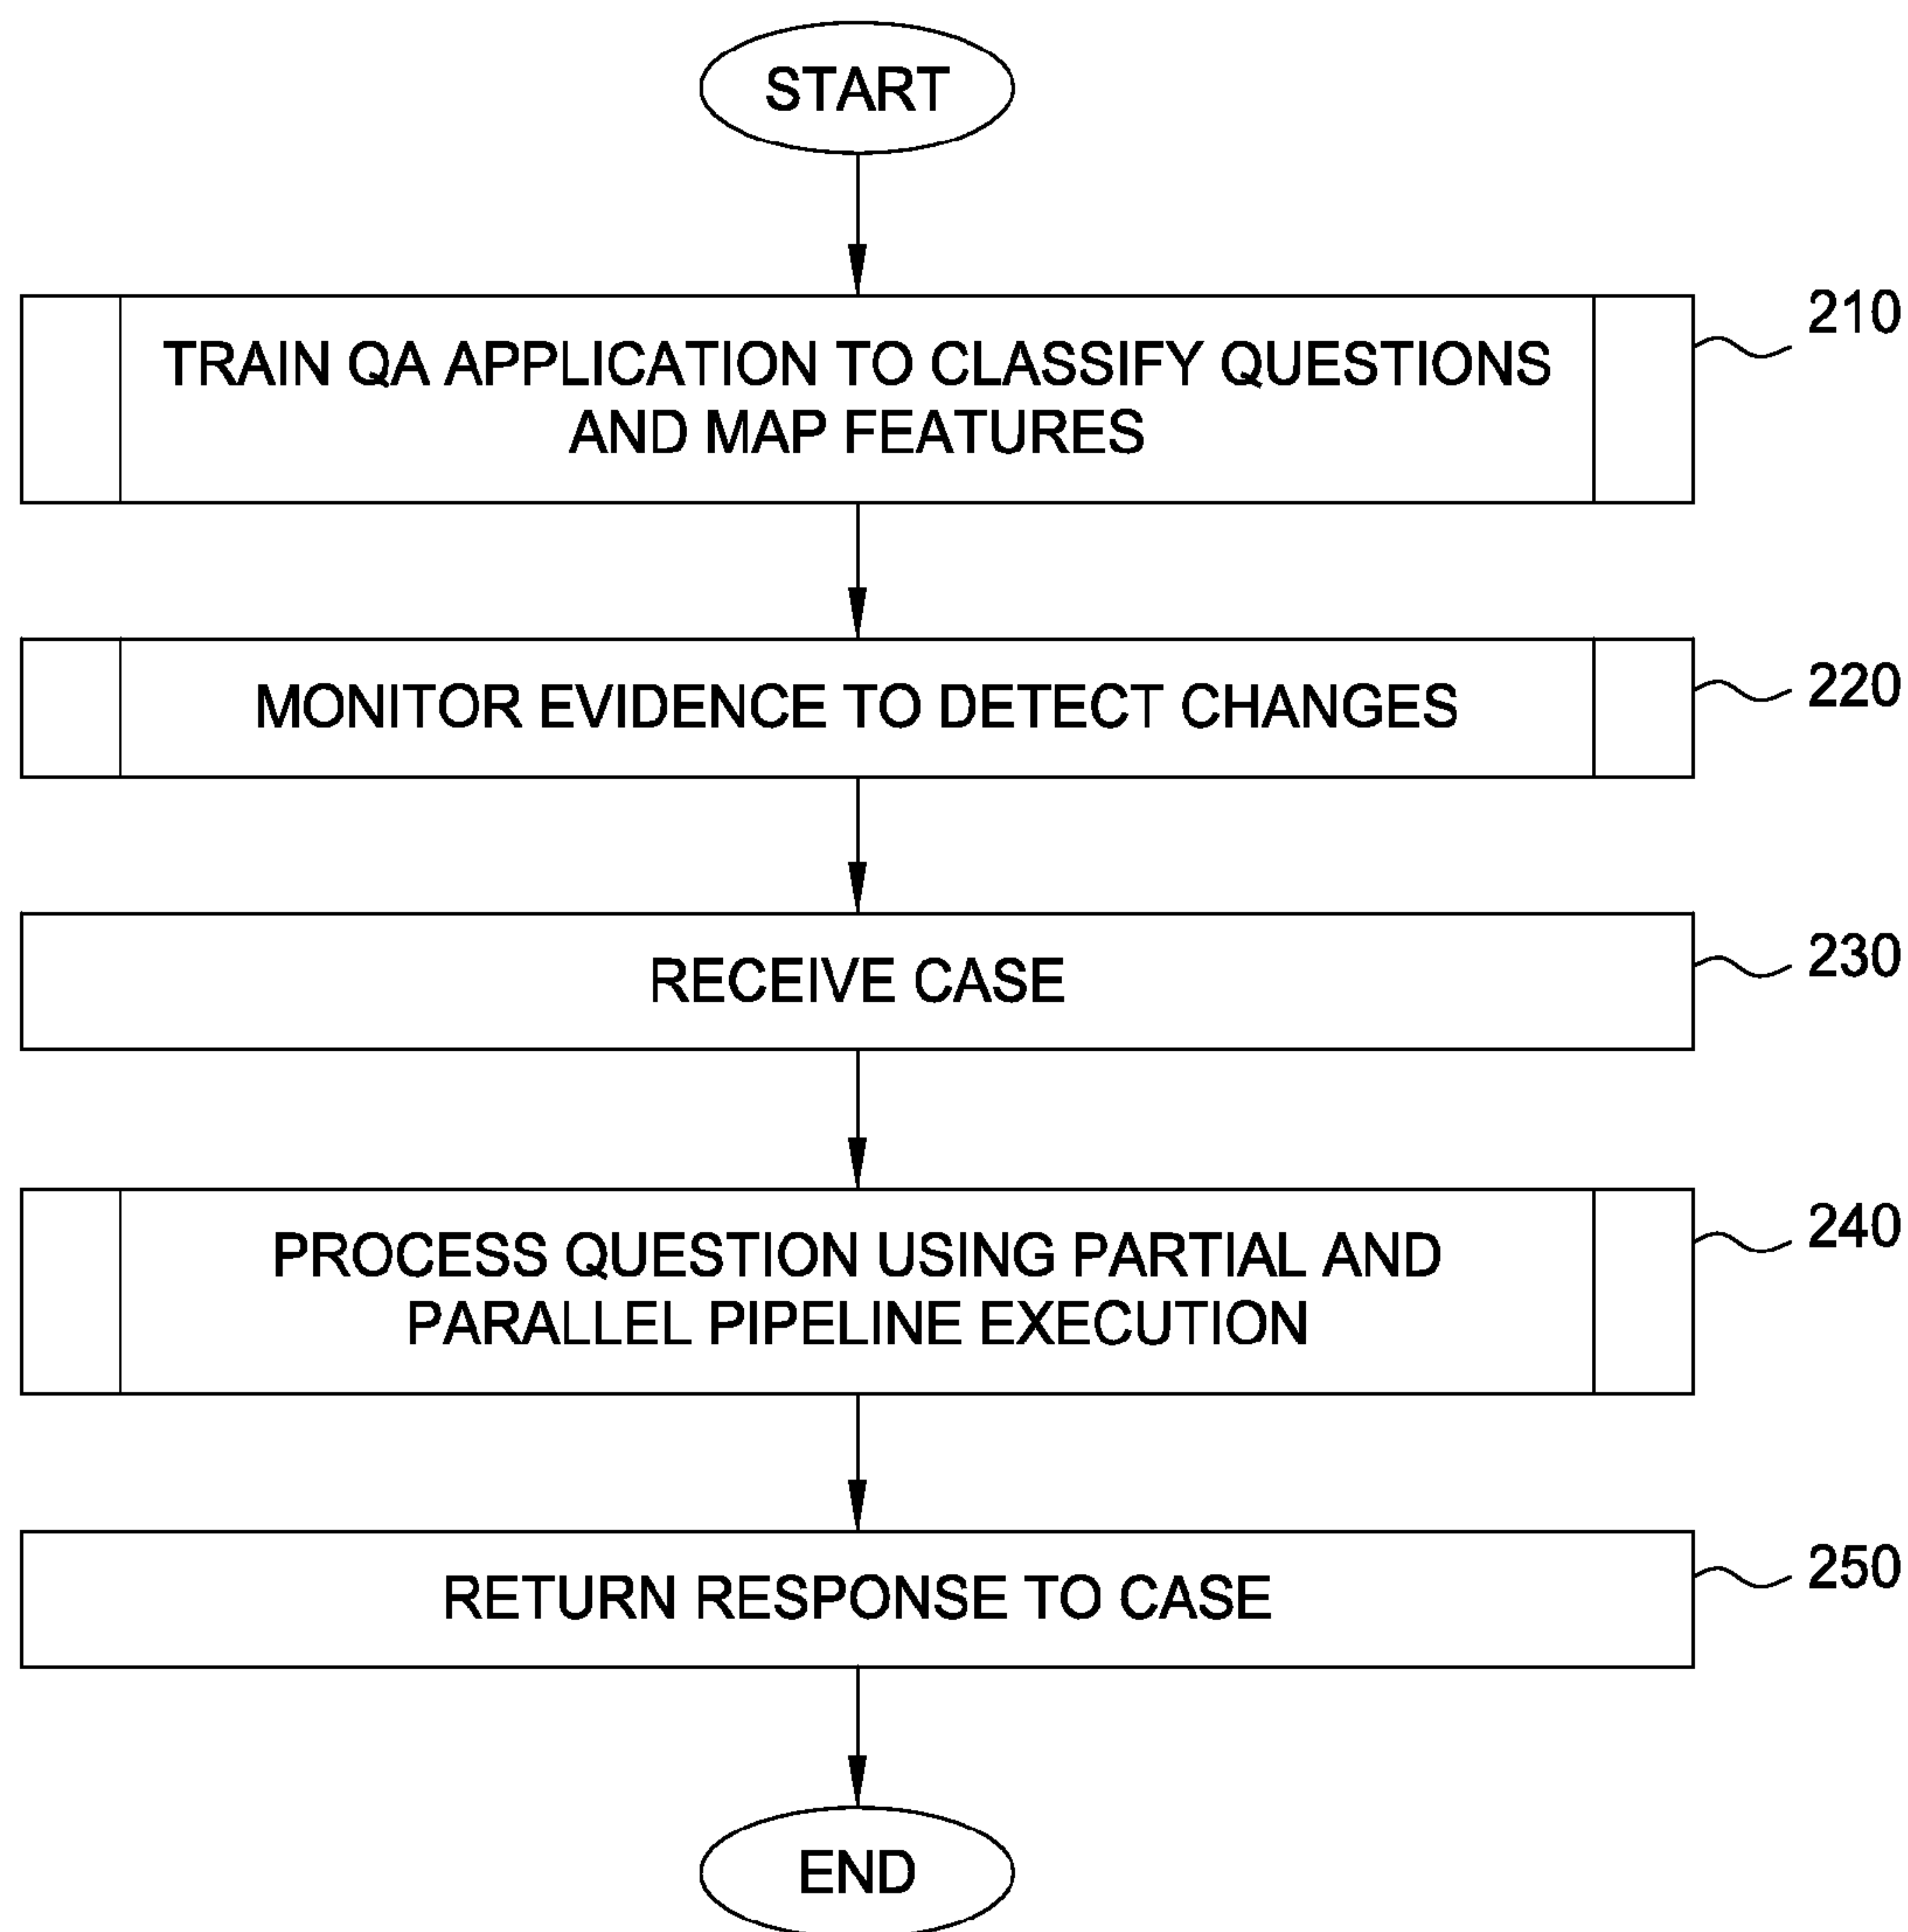 START
TRAIN QA APPLICATION TO CLASSIFY QUESTIONS
AND MAP FEATURES
210
MONITOR EVIDENCE TO DETECT CHANGES
220
RECEIVE CASE
230
PROCESS QUESTION USING PARTIAL AND
PARALLEL PIPELINE EXECUTION
240
RETURN RESPONSE TO CASE
250
END